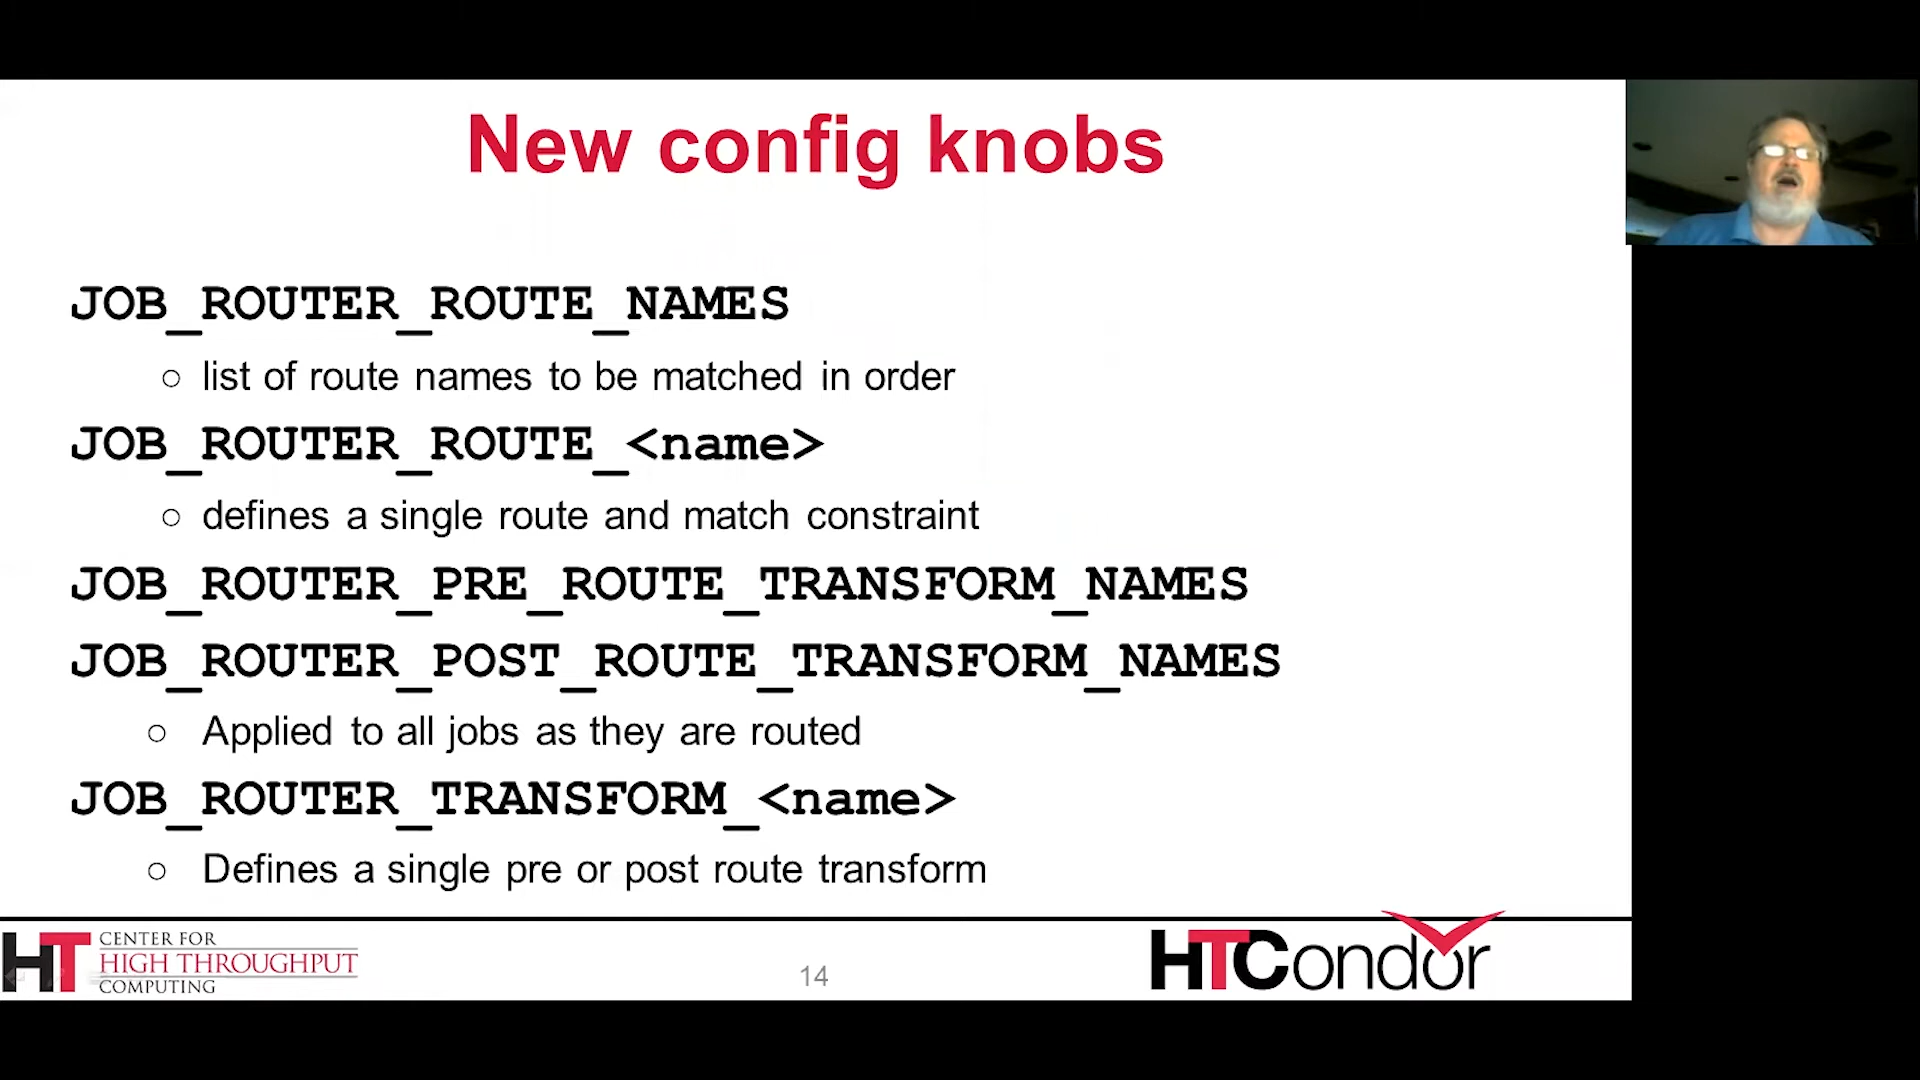 New config knobs
JOB_ROUTER_ROUTE_NAMES
○ list of route names to be matched in order
JOB_ROUTER_ROUTE_<name>
○ defines a single route and match constraint
JOB_ROUTER_PRE_ROUTE_TRANSFORM_NAMES
JOB_ROUTER_POST_ROUTE_TRANSFORM_NAMES
○ Applied to all jobs as they are routed
JOB_ROUTER_TRANSFORM_<name>
○ Defines a single pre or post route transform
HT CENTER FOR
HIGH THROUGHPUT
COMPUTING
14
HTCondor